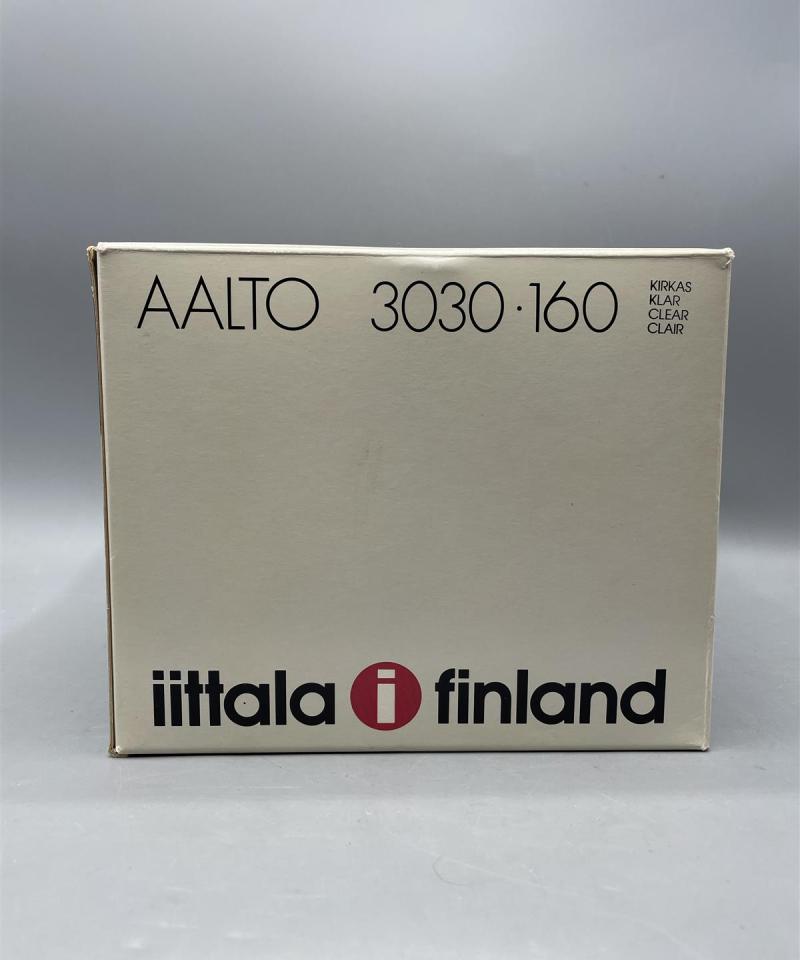 AALTO 3030·160
KIRKAS
KLAR
CLEAR
CLAIR
iittala i finland